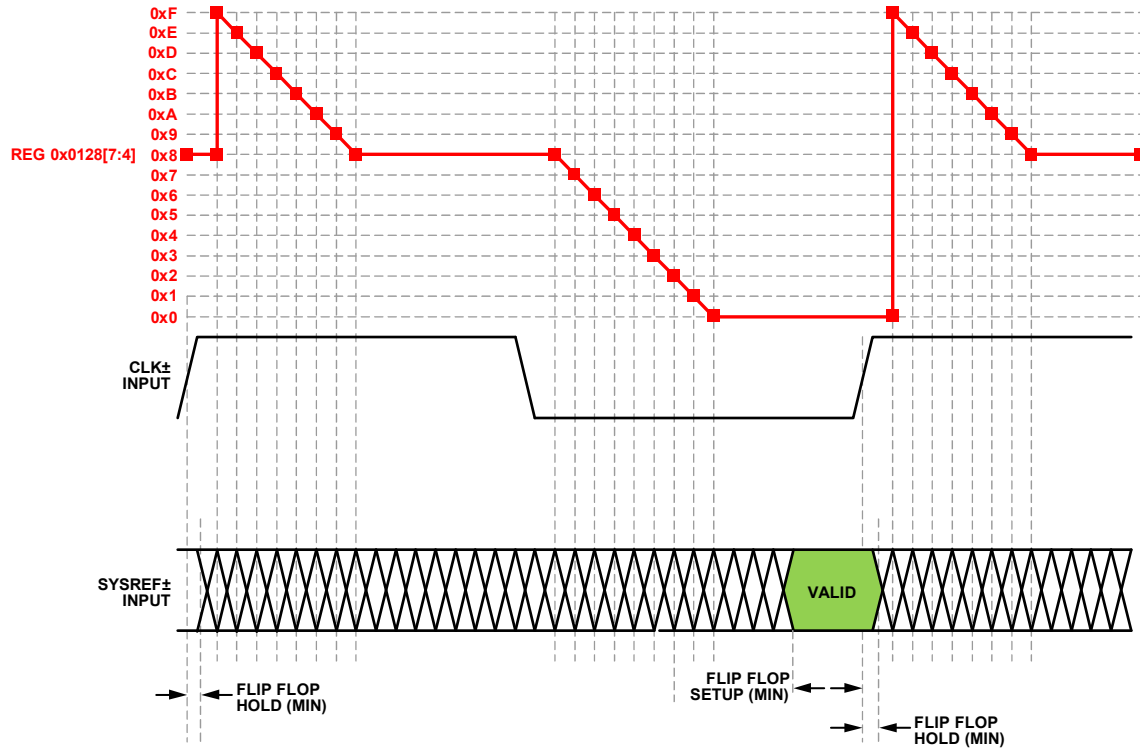 0xF
0xE
0xD
0xC
0xB
0xA
0x9
REG 0x0128[7:4] 0x8
0x7
0x6
0x5
0x4
0x3
0x2
0x1
0x0
CLK±
INPUT
SYSREF±
INPUT
VALID
FLIP FLOP
HOLD (MIN)
FLIP FLOP
SETUP (MIN)
FLIP FLOP
HOLD (MIN)